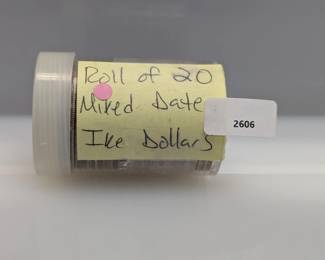 Roll of 20
Mixed Date
Ike Dollars
2606